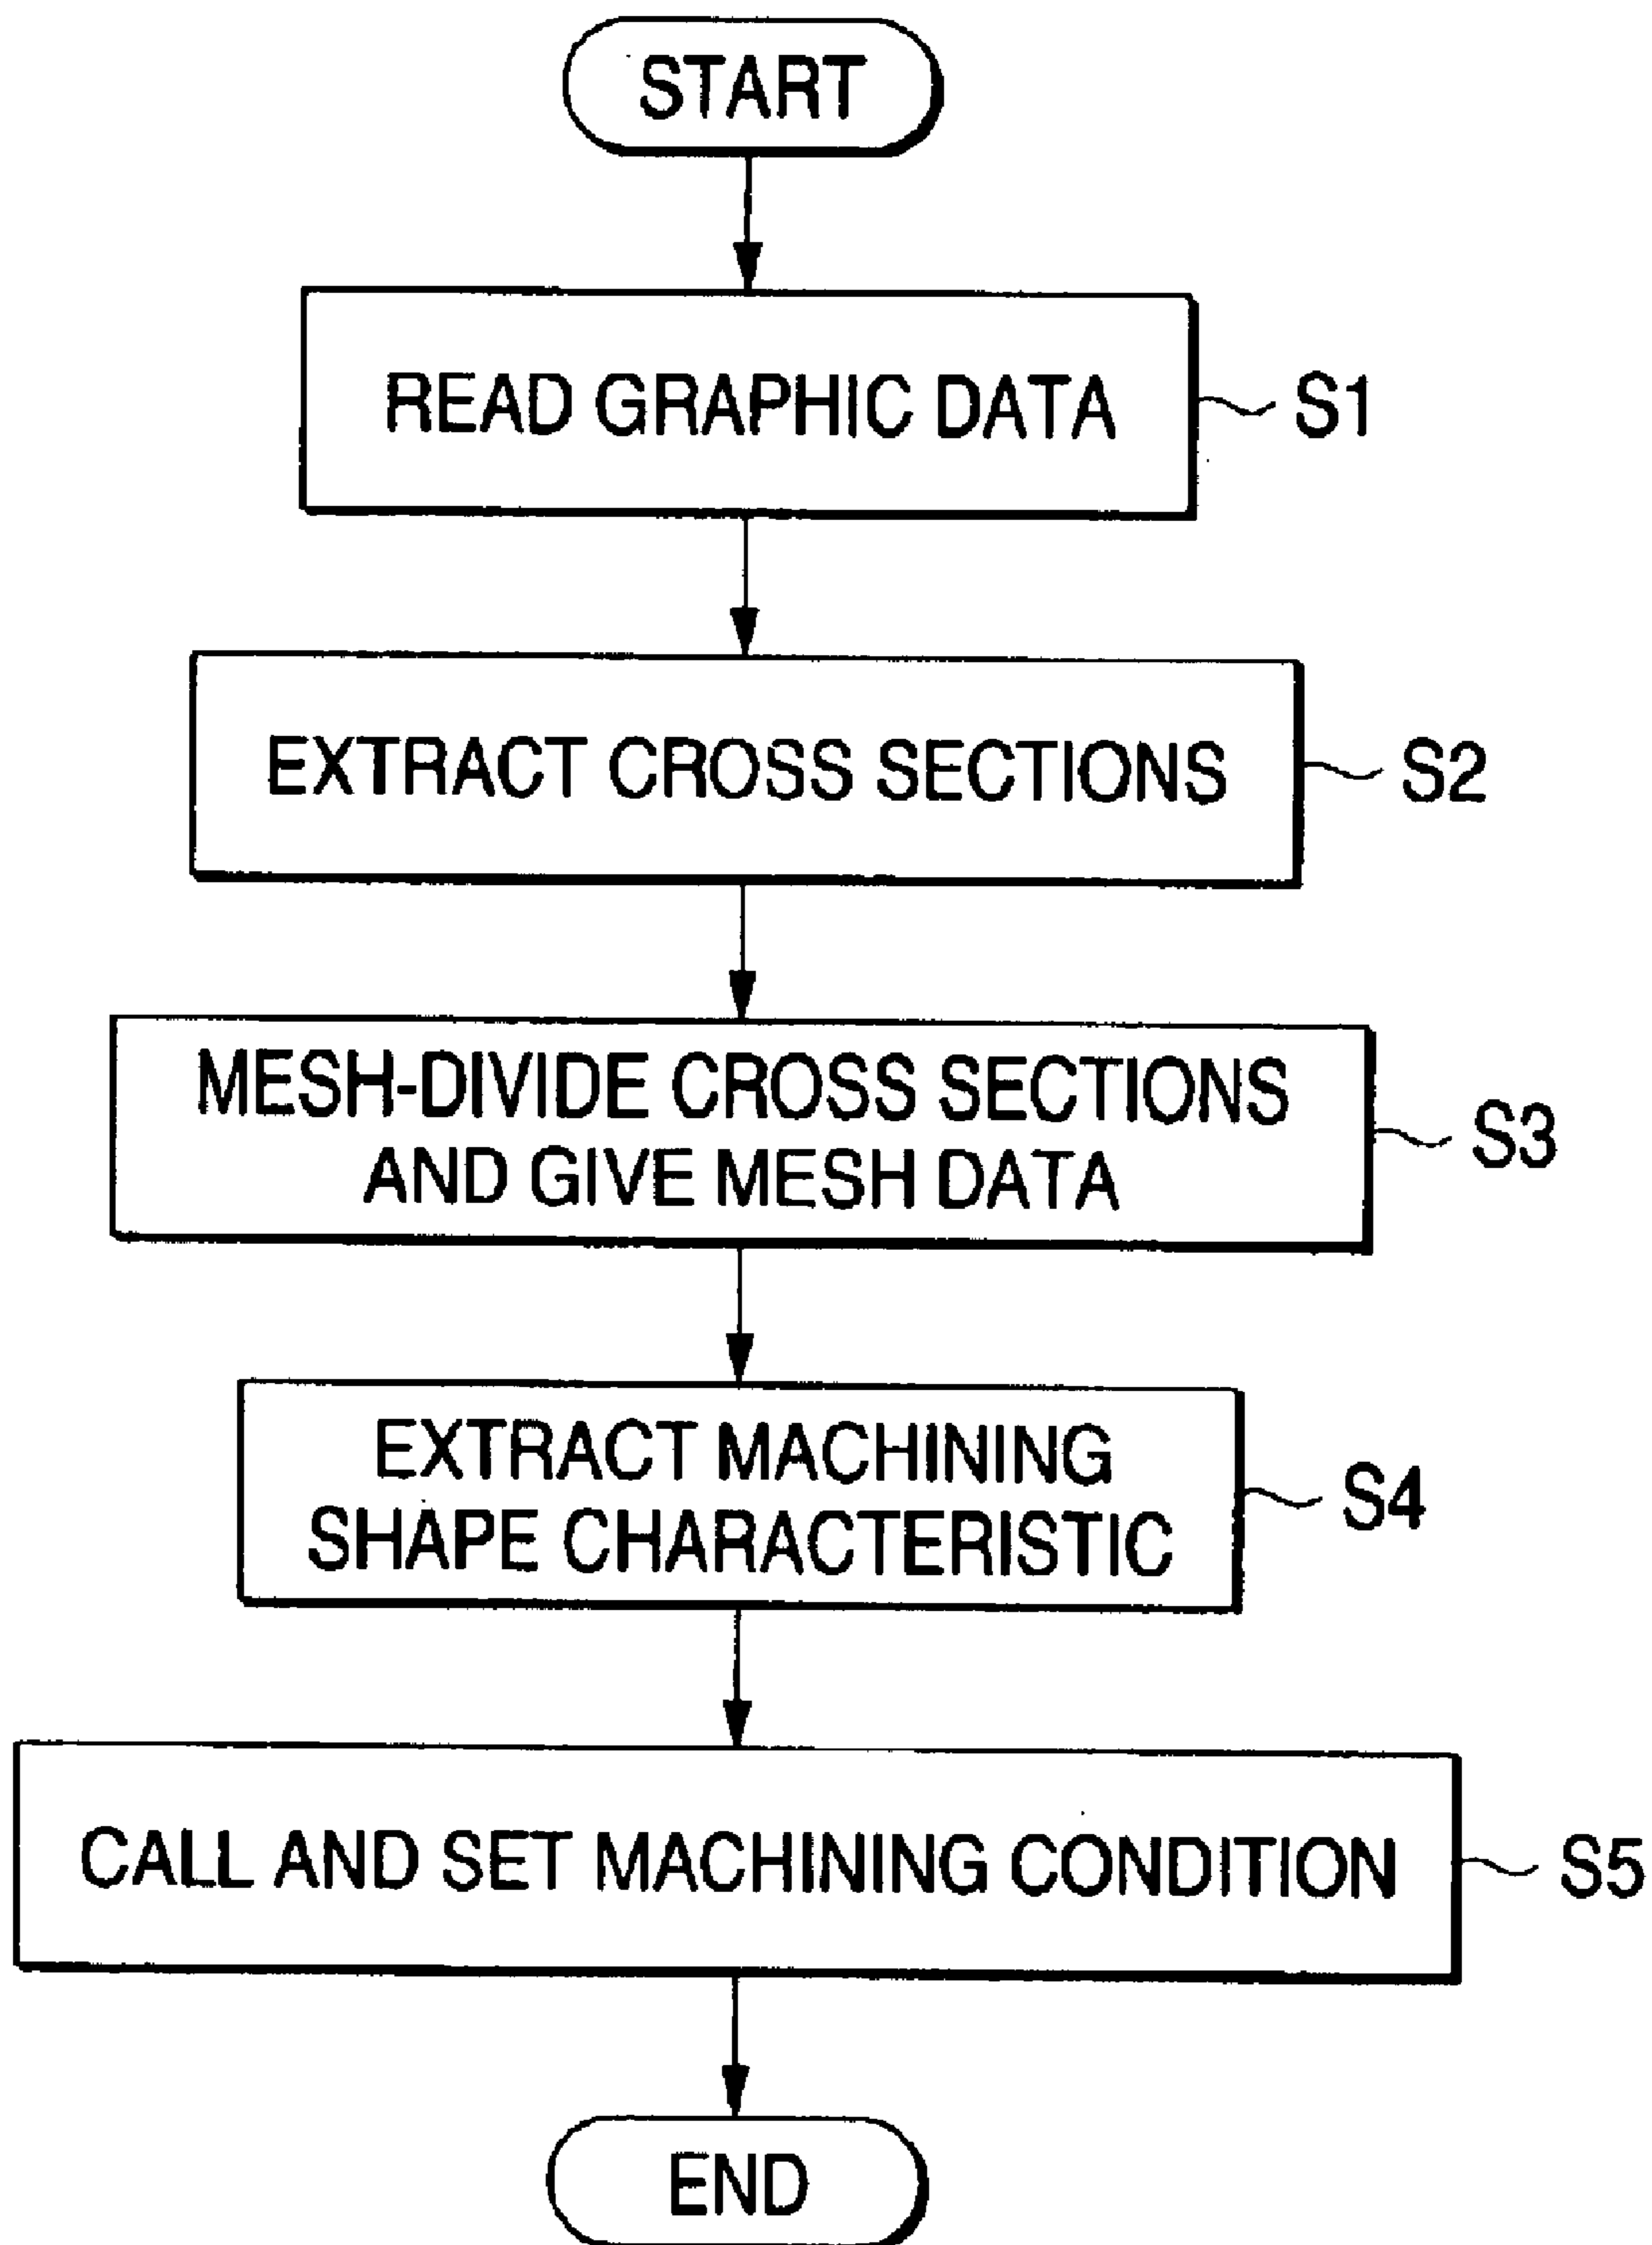 START
READ GRAPHIC DATA
S1
EXTRACT CROSS SECTIONS
S2
MESH-DIVIDE CROSS SECTIONS
AND GIVE MESH DATA
S3
EXTRACT MACHINING
SHAPE CHARACTERISTIC
S4
CALL AND SET MACHINING CONDITION
S5
END